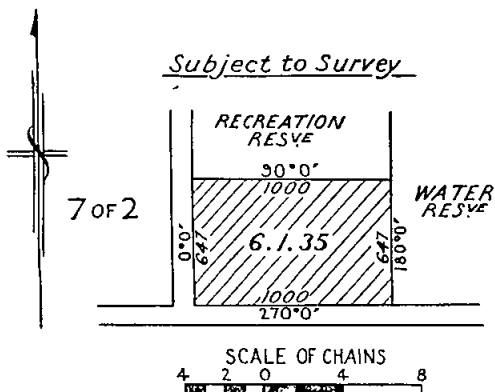 Subject to Survey
RECREATION
RESVE
90°0'
1000
7 OF 2
WATER
RESVE
0°0'
647
6.1.35
647
180°0'
1000
270°0'
SCALE OF CHAINS
4 2 0 4 8